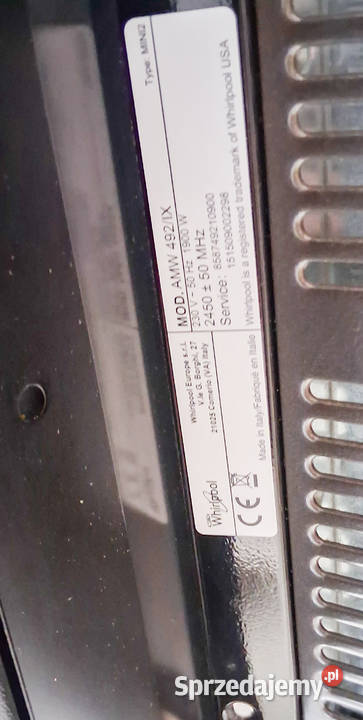 Whirlpool
CE
Whirlpool Europe s.r.l.
V.le G. Borghi, 27
21025 Comerio (VA) Italy
Made in Italy/Fabriqué en Italie
Type: MINI2
MOD. AMW 492/IX
230 V - 50 Hz 1900 W
2450 ± 50 MHz
Service: 858749210900
151509002298
Whirlpool is a registered trademark of Whirlpool USA
Sprzedajemy.pl